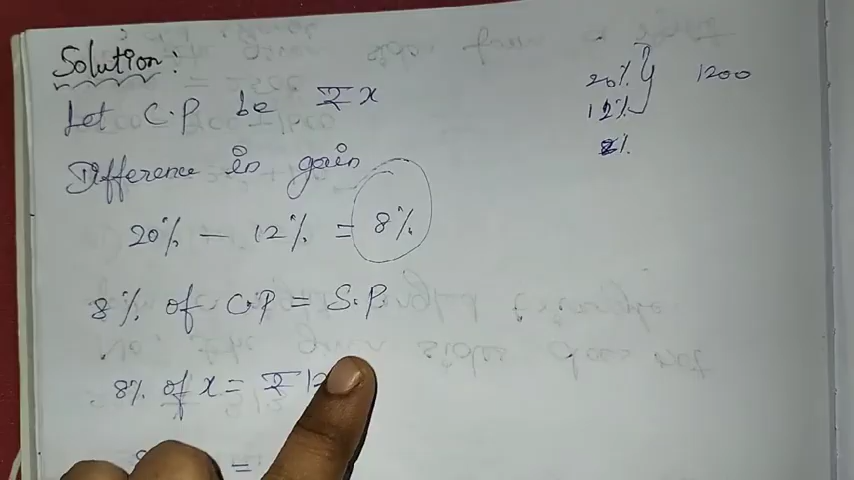 Solution:
Let C.P be ₹ x
Difference in gain
20% - 12% = 8%
8% of C.P = S.P.
8% of x = ₹ 12
=
20% } 1200
12%
8%